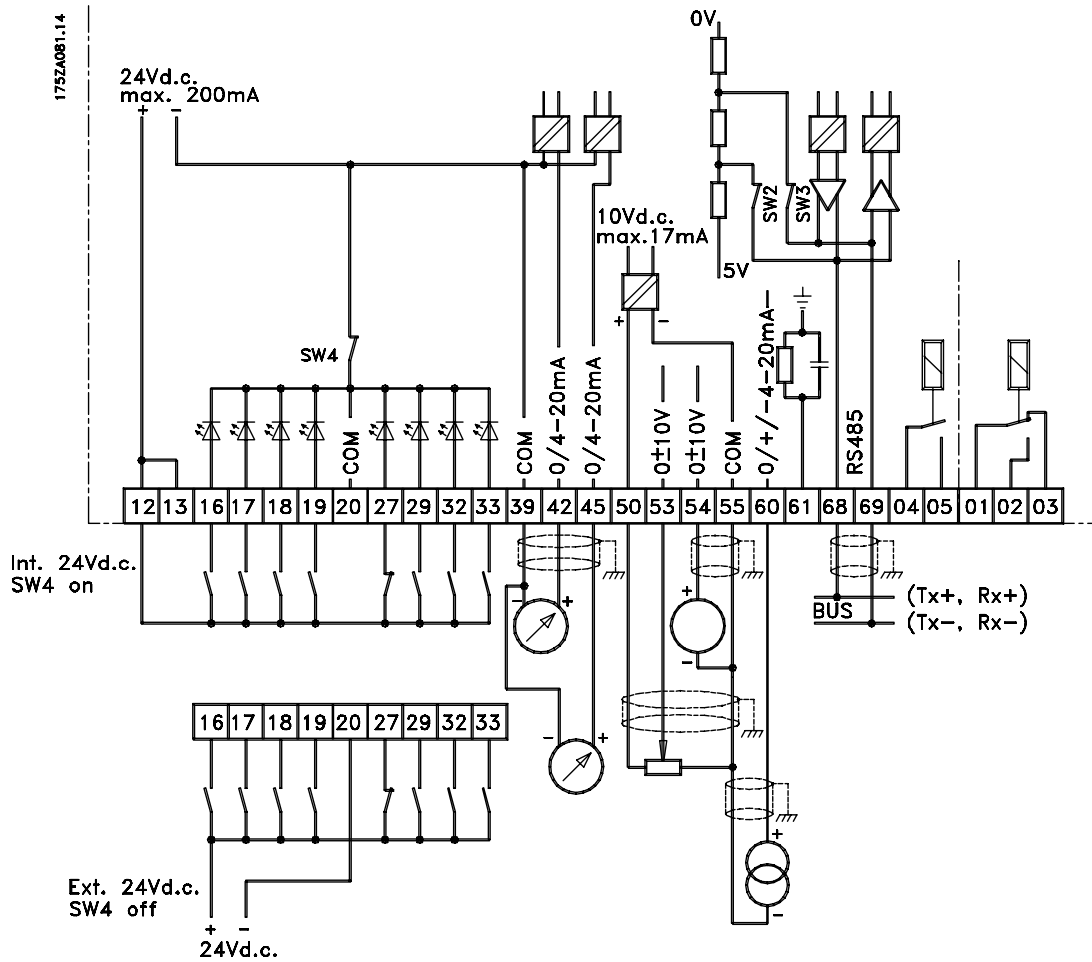 175ZA081.14
0V
24Vd.c.
max. 200mA
+ −
SW2
SW3
10Vd.c.
max.17mA
5V
+ −
SW4
COM
COM
0/4−20mA
0/4−20mA
0±10V
0±10V
COM
0/+/−4−20mA
RS485
12 13 16 17 18 19 20 27 29 32 33 39 42 45 50 53 54 55 60 61 68 69 04 05 01 02 03
Int. 24Vd.c.
SW4 on
− +
+
−
BUS
(Tx+, Rx+)
(Tx−, Rx−)
16 17 18 19 20 27 29 32 33
− +
+
−
Ext. 24Vd.c.
SW4 off
+ −
24Vd.c.